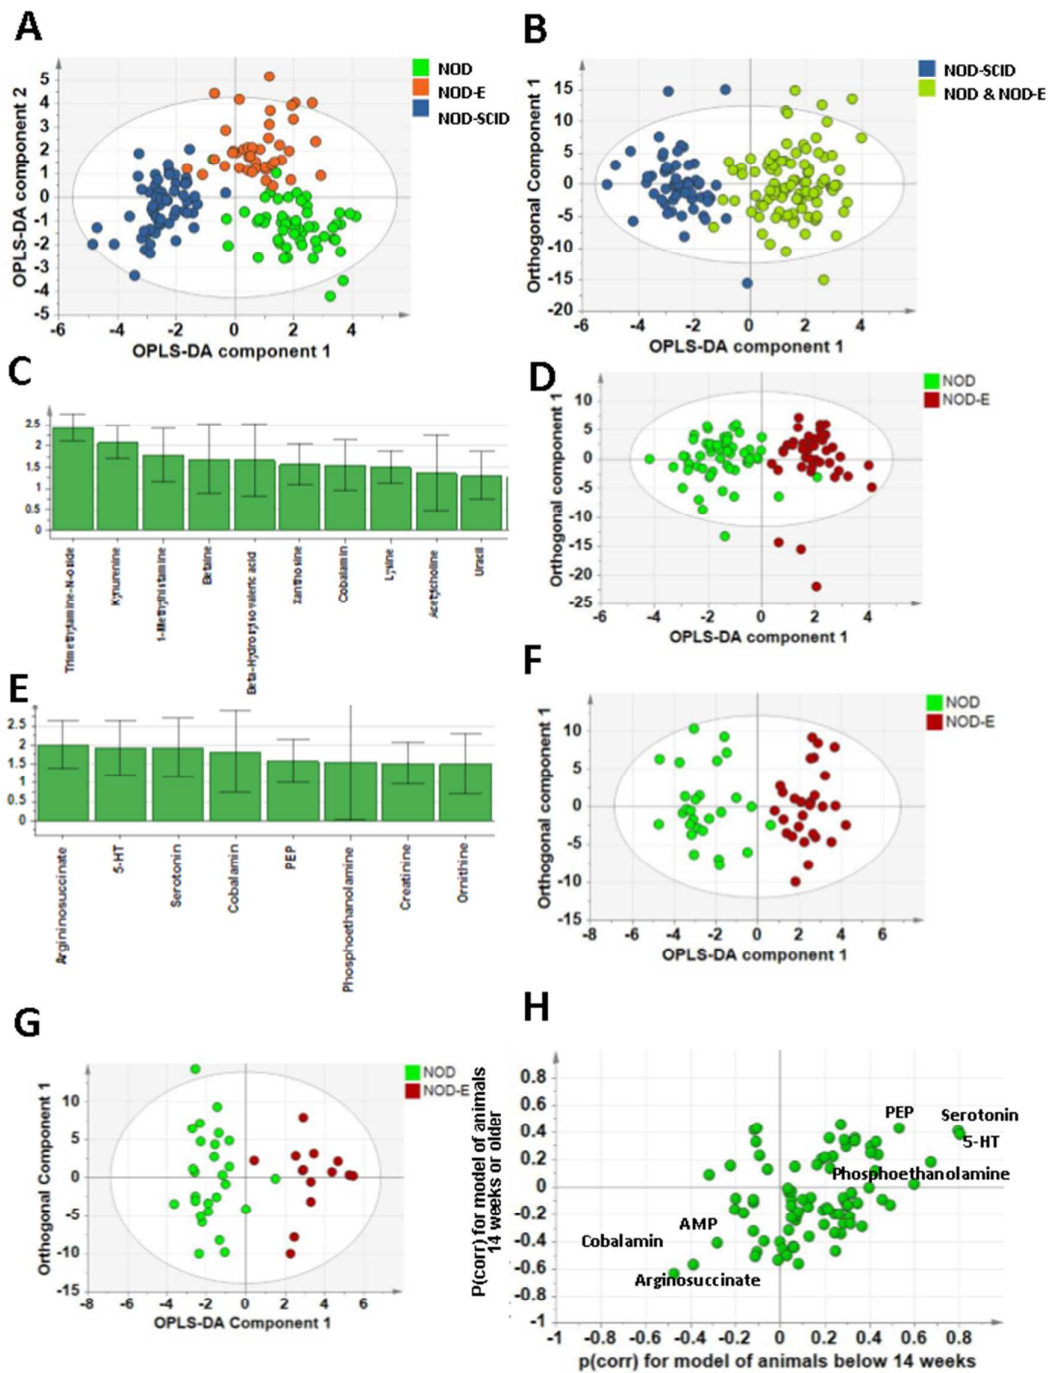 A
OPLS-DA component 2
5
4
3
2
1
0
-1
-2
-3
-4
-5
-6
-4
-2
0
2
4
OPLS-DA component 1
NOD
NOD-E
NOD-SCID
B
Orthogonal Component 1
15
10
5
0
-5
-10
-15
-20
-6
-4
-2
0
2
4
OPLS-DA component 1
NOD-SCID
NOD & NOD-E
C
2.5
2
1.5
1
0.5
0
Trimethylamine-N-oxide
Kynurenine
1-Methylhistamine
Betaine
Beta-Hydroxyisovaleric acid
Xanthosine
Cobalamin
Lysine
Acetylcholine
Uracil
D
Orthogonal component 1
10
5
0
-5
-10
-15
-20
-25
-6
-4
-2
0
2
4
OPLS-DA component 1
NOD
NOD-E
E
2.5
2
1.5
1
0.5
0
Argininosuccinate
5-HT
Serotonin
Cobalamin
PEP
Phosphoethanolamine
Creatinine
Ornithine
F
Orthogonal component 1
10
5
0
-5
-10
-15
-8
-6
-4
-2
0
2
4
6
OPLS-DA component 1
NOD
NOD-E
G
Orthogonal Component 1
10
5
0
-5
-10
-15
-8
-6
-4
-2
0
2
4
6
OPLS-DA Component 1
NOD
NOD-E
H
P(corr) for model of animals
14 weeks or older
0.8
0.6
0.4
0.2
0
-0.2
-0.4
-0.6
-0.8
-1
PEP
Serotonin
5-HT
Phosphoethanolamine
AMP
Cobalamin
Arginosuccinate
-1
-0.8
-0.6
-0.4
-0.2
0
0.2
0.4
0.6
0.8
p(corr) for model of animals below 14 weeks